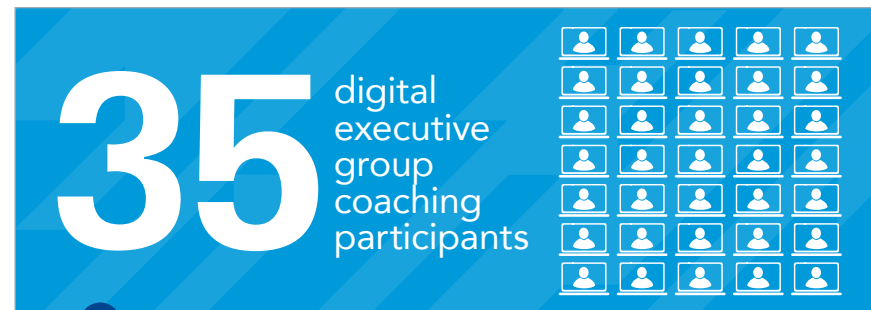 35
digital
executive
group
coaching
participants